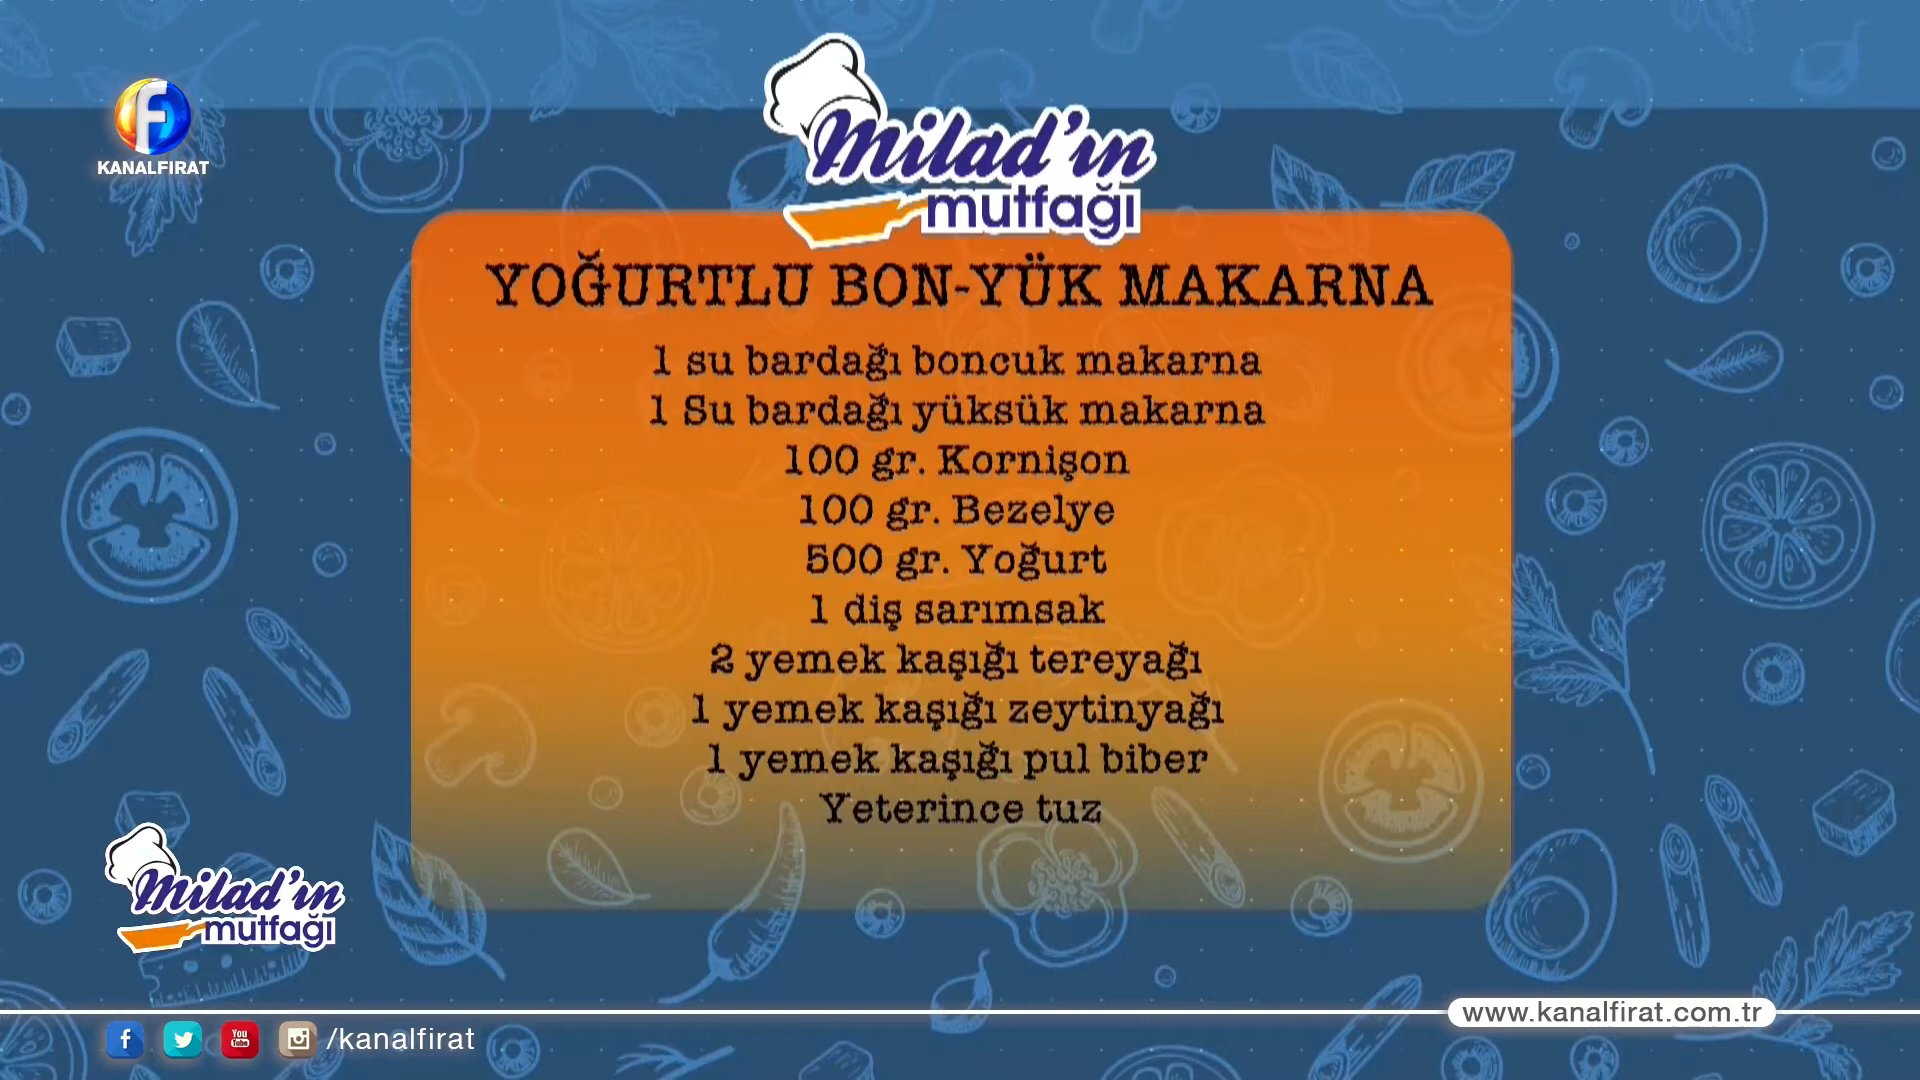 KANALFIRAT
Milad'ın
mutfağı
YOĞURTLU BON-YÜK MAKARNA
1 su bardağı boncuk makarna
1 Su bardağı yüksük makarna
100 gr. Kornişon
100 gr. Bezelye
500 gr. Yoğurt
1 diş sarımsak
2 yemek kaşığı tereyağı
1 yemek kaşığı zeytinyağı
1 yemek kaşığı pul biber
Yeterince tuz
Milad'ın
mutfağı
www.kanalfirat.com.tr
You
Tube
/kanalfirat